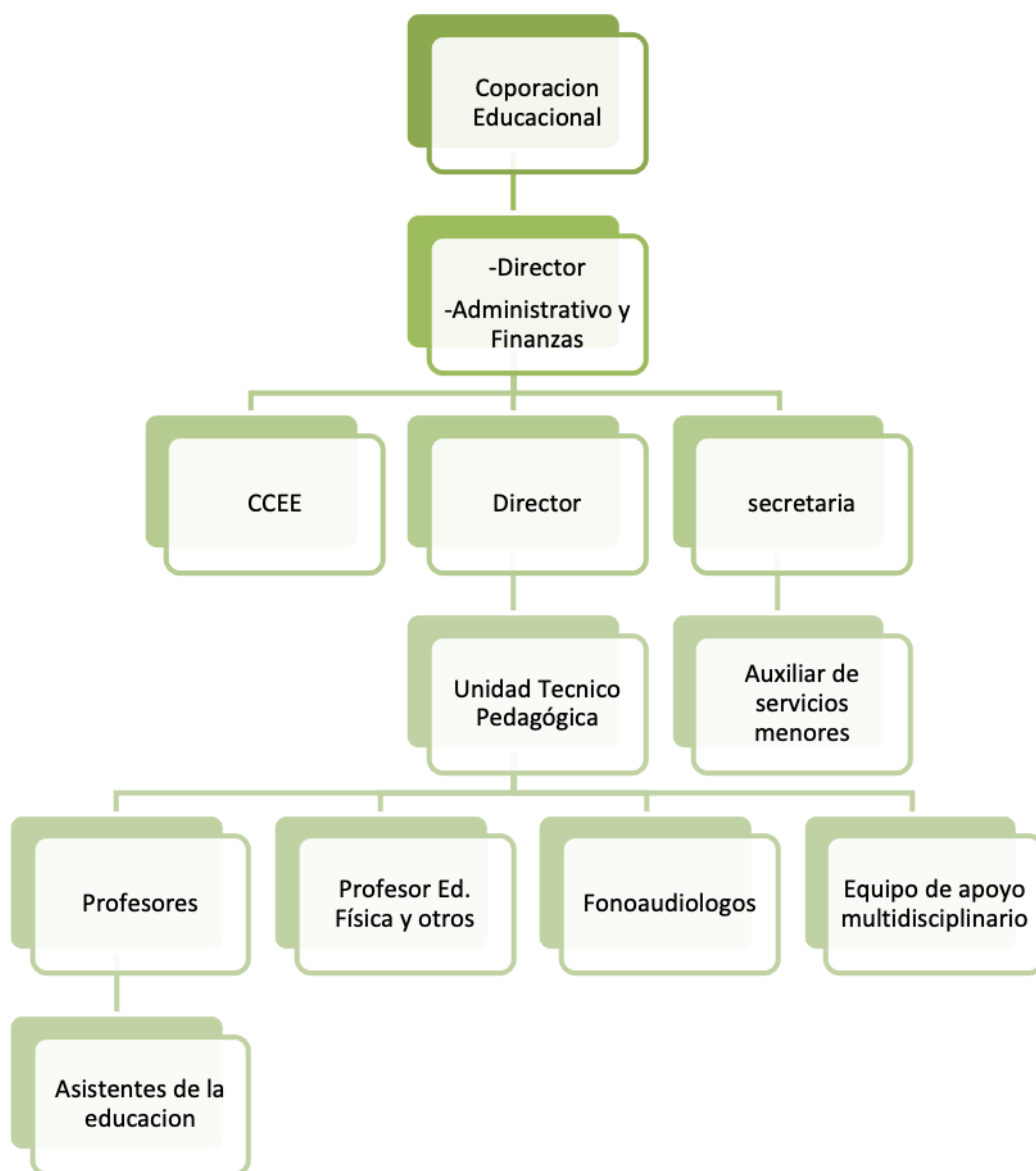 Coporacion
Educacional
-Director
-Administrativo y
Finanzas
CCEE
Director
secretaria
Unidad Tecnico
Pedagógica
Auxiliar de
servicios
menores
Profesores
Profesor Ed.
Física y otros
Fonoaudiologos
Equipo de apoyo
multidisciplinario
Asistentes de la
educacion